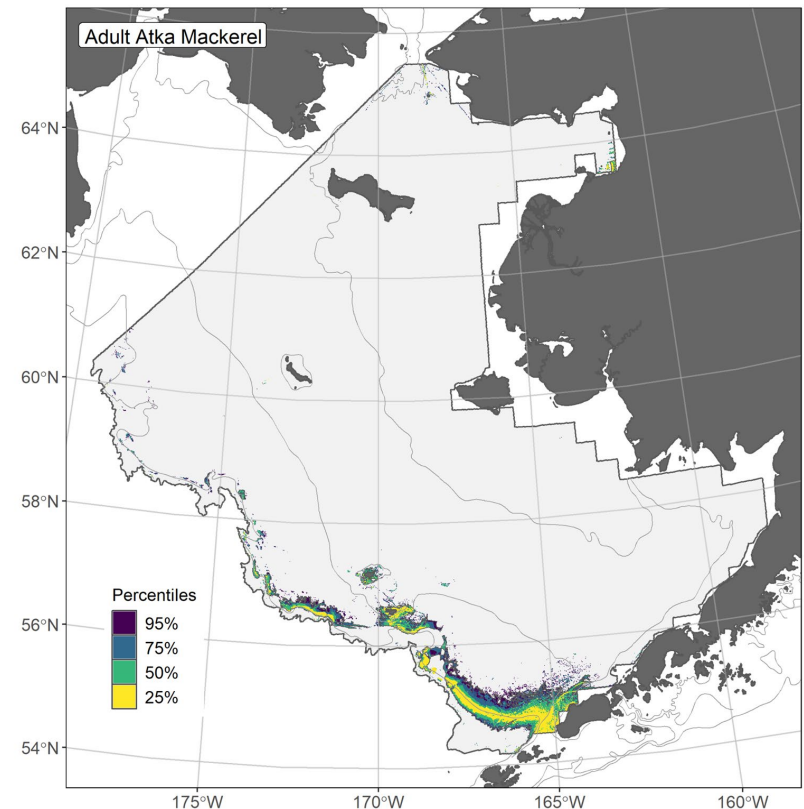 Adult Atka Mackerel
64°N
62°N
60°N
58°N
56°N
54°N
Percentiles
95%
75%
50%
25%
175°W
170°W
165°W
160°W